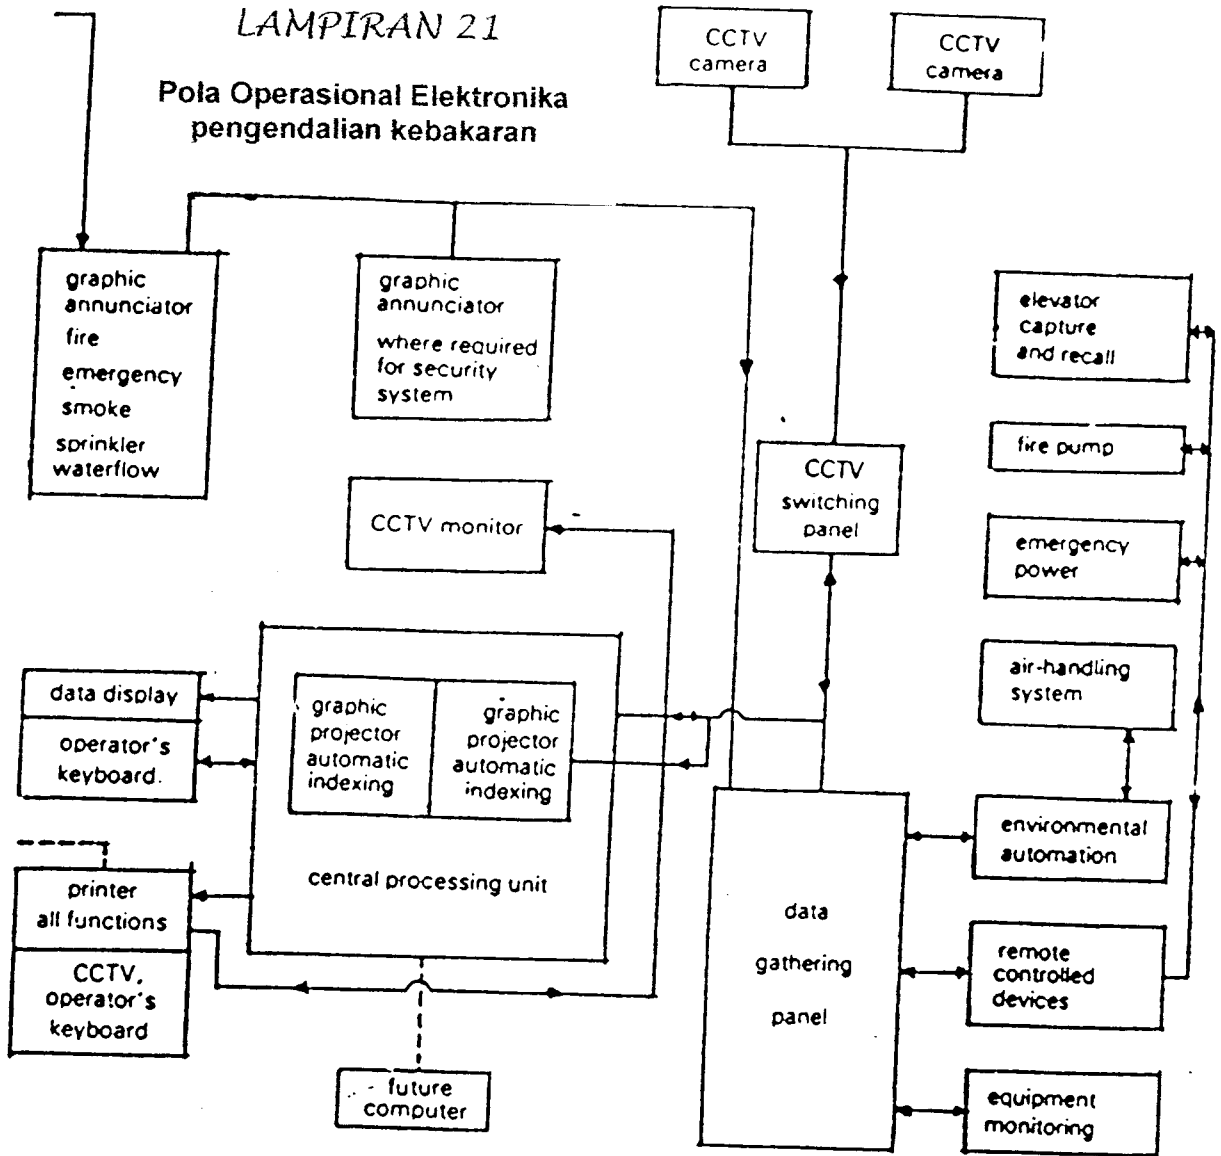 LAMPIRAN 21
Pola Operasional Elektronika
pengendalian kebakaran
CCTV
camera
CCTV
camera
graphic
annunciator
fire
emergency
smoke
sprinkler
waterflow
graphic
annunciator
where required
for security
system
elevator
capture
and recall
fire pump
CCTV
switching
panel
CCTV monitor
emergency
power
air-handling
system
data display
operator's
keyboard.
graphic
projector
automatic
indexing
graphic
projector
automatic
indexing
central processing unit
printer
all functions
CCTV,
operator's
keyboard
future
computer
data
gathering
panel
environmental
automation
remote
controlled
devices
equipment
monitoring